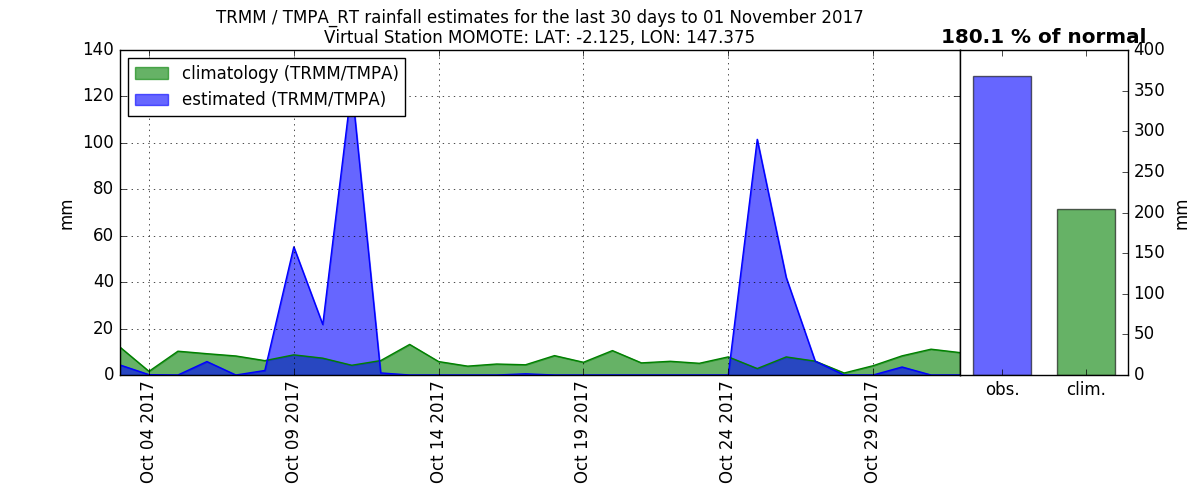 TRMM / TMPA_RT rainfall estimates for the last 30 days to 01 November 2017
Virtual Station MOMOTE: LAT: -2.125, LON: 147.375
180.1 % of normal
climatology (TRMM/TMPA)
estimated (TRMM/TMPA)
140
120
100
80
60
40
20
0
mm
400
350
300
250
200
150
100
50
0
mm
Oct 04 2017
Oct 09 2017
Oct 14 2017
Oct 19 2017
Oct 24 2017
Oct 29 2017
obs.
clim.